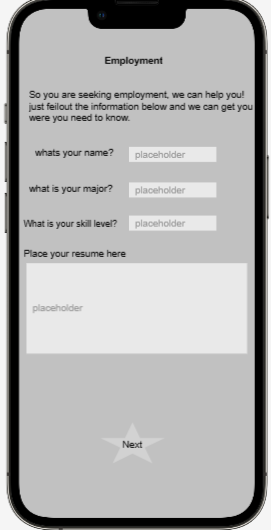 Employment
So you are seeking employment, we can help you!
just feilout the information below and we can get you
were you need to know.
whats your name? placeholder
what is your major? placeholder
What is your skill level? placeholder
Place your resume here
placeholder
Next